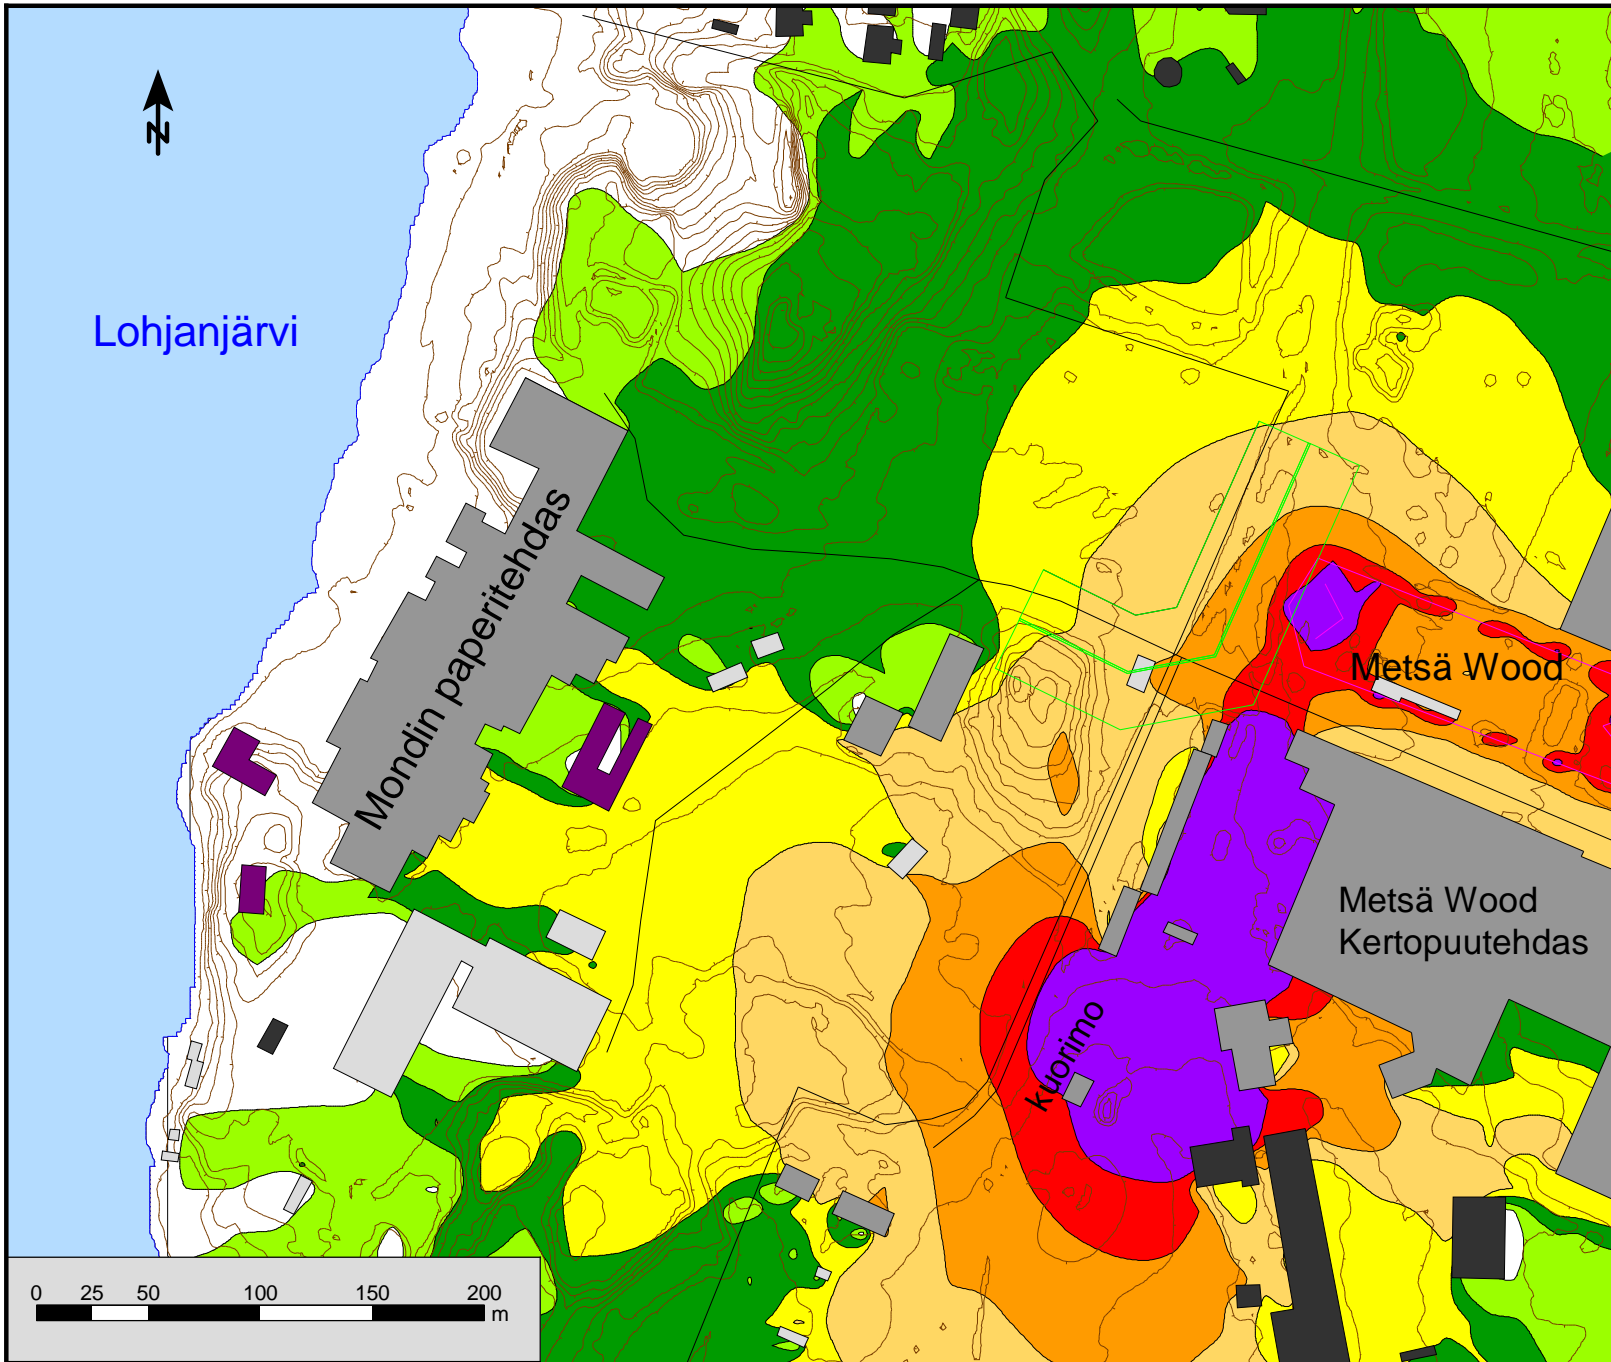 N
Lohjanjärvi
Mondin paperitehdas
Metsä Wood
Metsä Wood
Kertopuutehdas
kuorimo
0 25 50 100 150 200
m